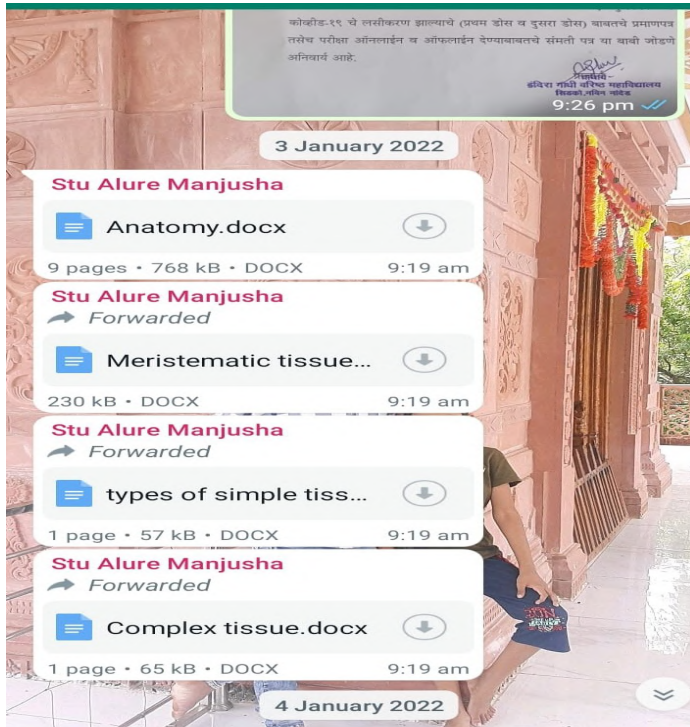 कोव्हीड-१९ चे लसीकरण झाल्याचे (प्रथम डोस व दुसरा डोस) बाबतचे प्रमाणपत्र
तसेच परीक्षा ऑनलाईन व ऑफलाईन देण्याबाबतचे संमती पत्र या बाबी जोडणे
अनिवार्य आहे.
इंदिरा गांधी वरिष्ठ महाविद्यालय
सिडको, नविन नांदेड
9:26 pm
3 January 2022
Stu Alure Manjusha
Anatomy.docx
9 pages • 768 kB • DOCX 9:19 am
Stu Alure Manjusha
Forwarded
Meristematic tissue...
230 kB • DOCX 9:19 am
Stu Alure Manjusha
Forwarded
types of simple tiss...
1 page • 57 kB • DOCX 9:19 am
Stu Alure Manjusha
Forwarded
Complex tissue.docx
1 page • 65 kB • DOCX 9:19 am
4 January 2022